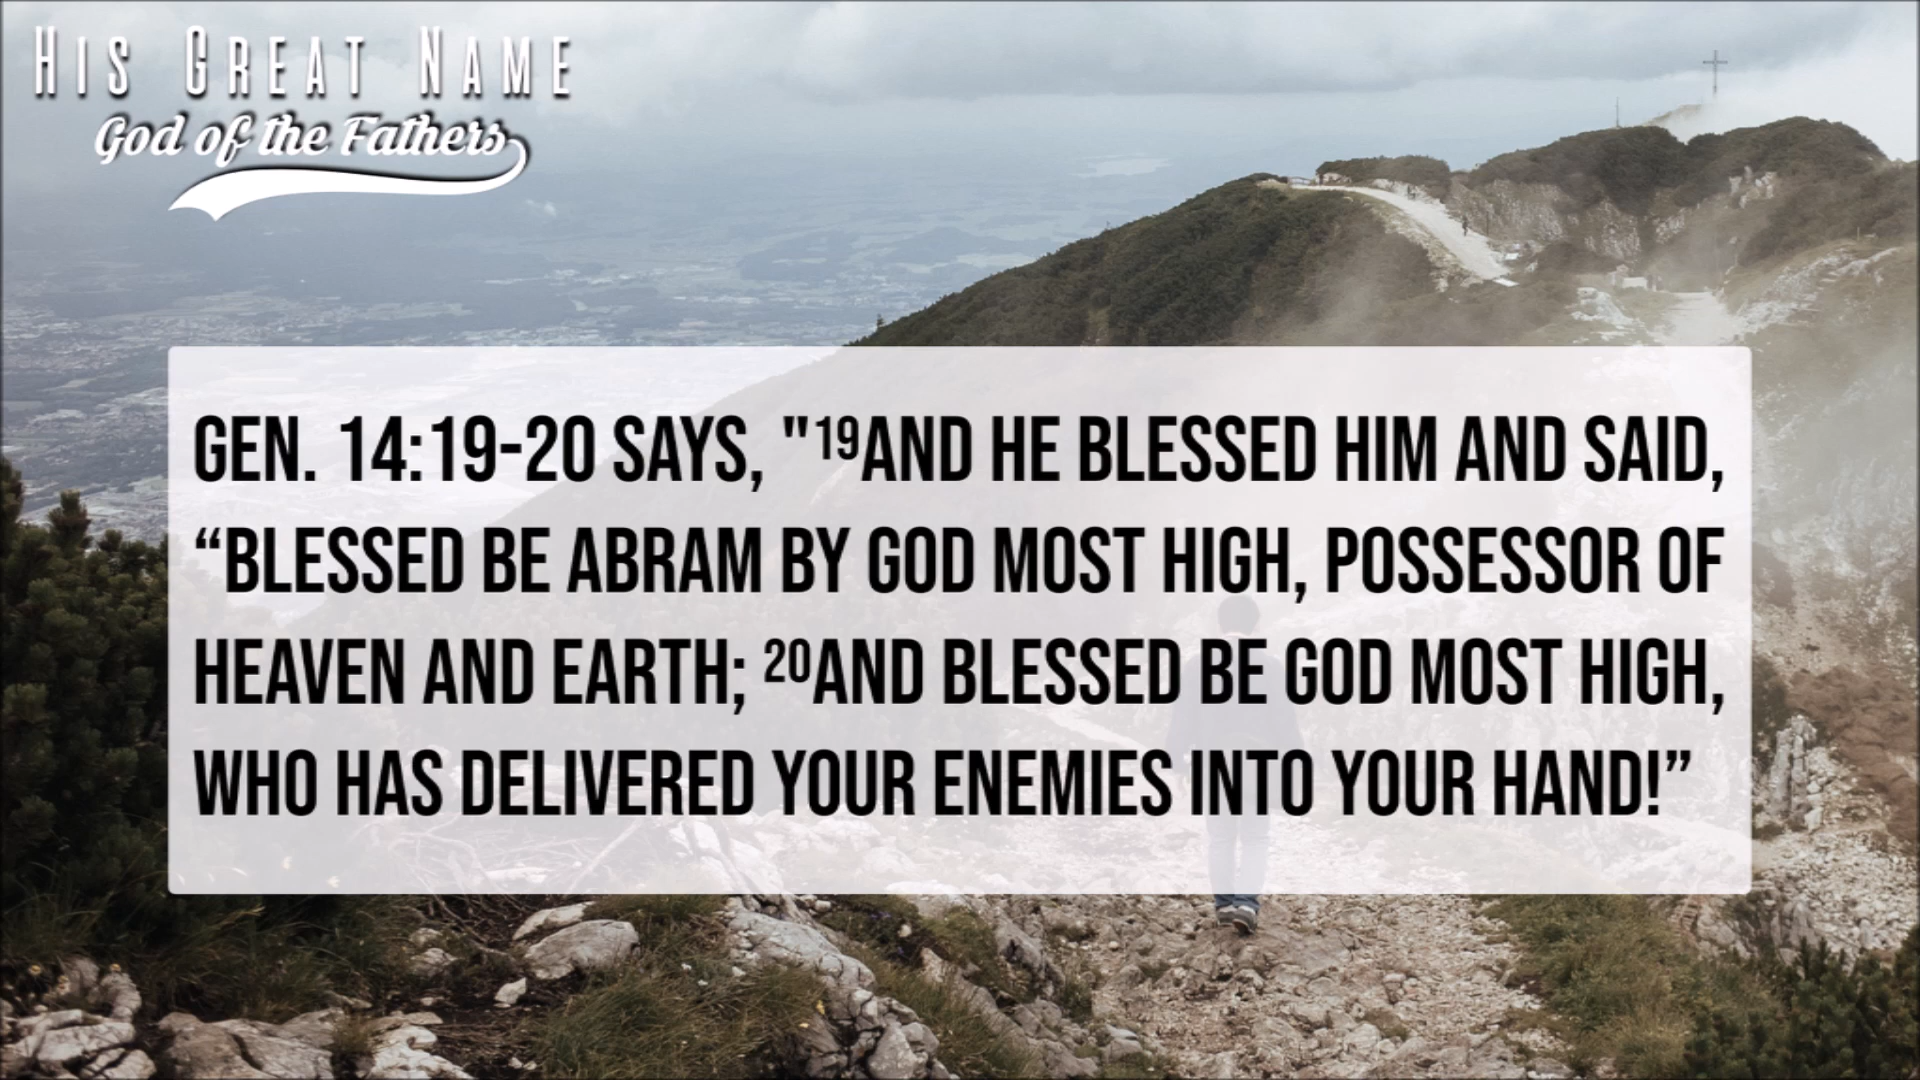 HIS GREAT NAME
God of the Fathers
GEN. 14:19-20 SAYS, "¹⁹AND HE BLESSED HIM AND SAID,
“BLESSED BE ABRAM BY GOD MOST HIGH, POSSESSOR OF
HEAVEN AND EARTH; ²⁰AND BLESSED BE GOD MOST HIGH,
WHO HAS DELIVERED YOUR ENEMIES INTO YOUR HAND!”